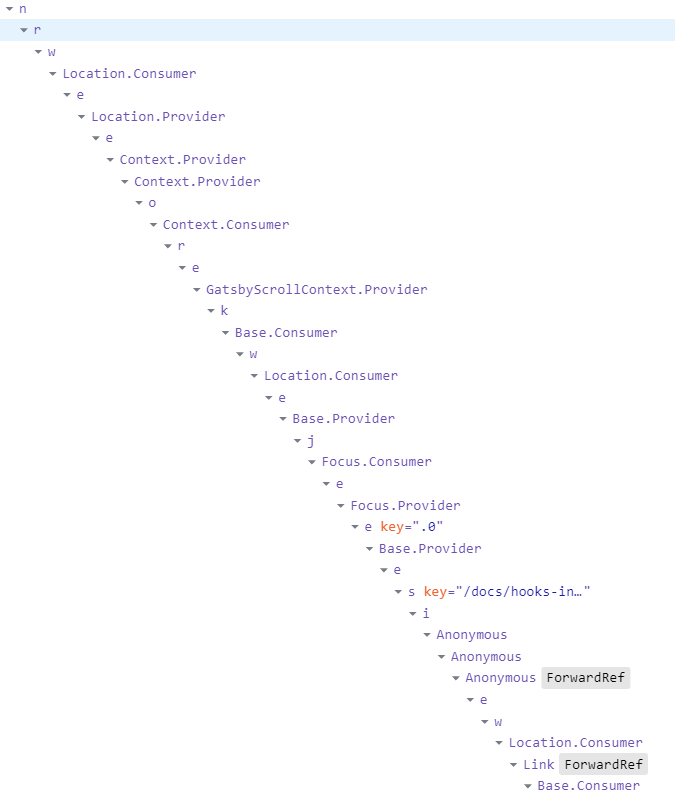 n
r
w
Location.Consumer
e
Location.Provider
e
Context.Provider
Context.Provider
o
Context.Consumer
r
e
GatsbyScrollContext.Provider
k
Base.Consumer
w
Location.Consumer
e
Base.Provider
j
Focus.Consumer
e
Focus.Provider
e key=".0"
Base.Provider
e
s key="/docs/hooks-in…"
i
Anonymous
Anonymous
Anonymous ForwardRef
e
w
Location.Consumer
Link ForwardRef
Base.Consumer